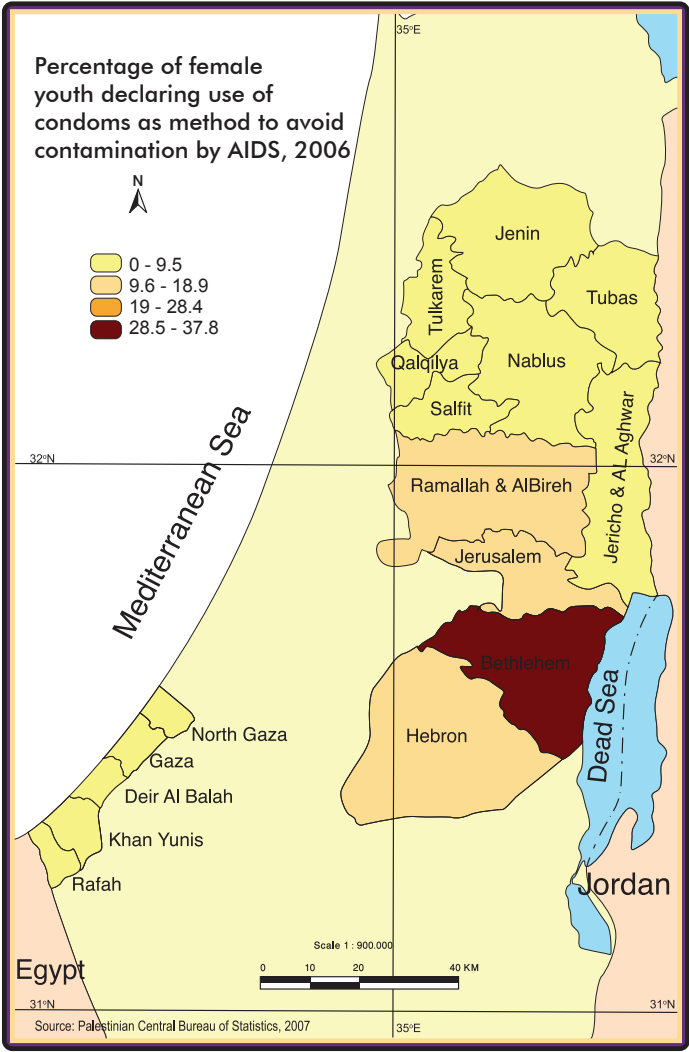 Percentage of female
youth declaring use of
condoms as method to avoid
contamination by AIDS, 2006
N
0 - 9.5
9.6 - 18.9
19 - 28.4
28.5 - 37.8
35°E
Jenin
Tulkarem
Tubas
Qalqilya
Nablus
Salfit
Jericho & AL Aghwar
32°N
32°N
Ramallah & AlBireh
Jerusalem
Mediterranean Sea
Bethlehem
Dead Sea
Hebron
North Gaza
Gaza
Deir Al Balah
Khan Yunis
Rafah
Jordan
Egypt
Scale 1 : 900.000
0 10 20 40 KM
31°N
31°N
Source: Palestinian Central Bureau of Statistics, 2007
35°E